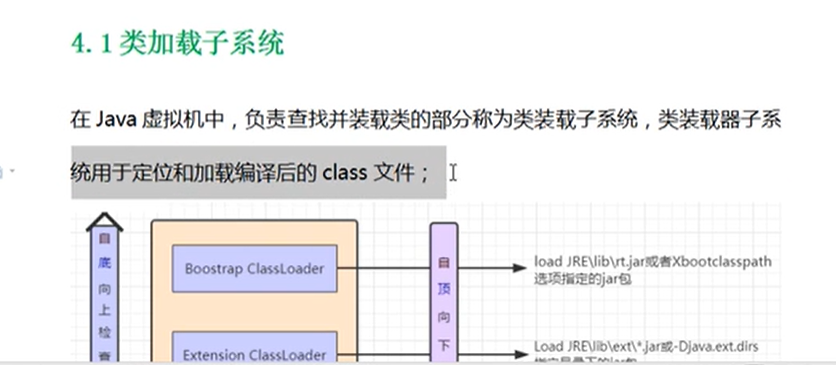 4.1类加载子系统
在 Java 虚拟机中，负责查找并装载类的部分称为类装载子系统，类装载器子系
统用于定位和加载编译后的 class 文件；
自底向上检查
Boostrap ClassLoader
自顶向下
load JRE\lib\rt.jar或者Xbootclasspath
选项指定的jar包
Extension ClassLoader
Load JRE\lib\ext\*.jar或-Djava.ext.dirs